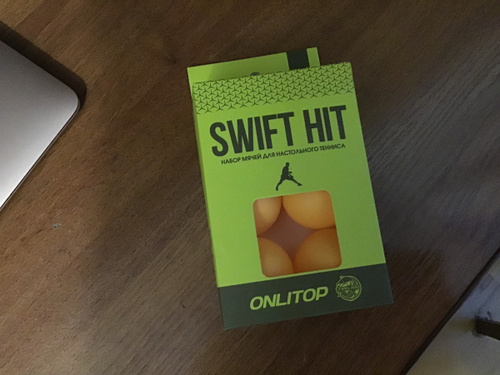 SWIFT HIT
НАБОР МЯЧЕЙ ДЛЯ НАСТОЛЬНОГО ТЕННИСА
ONLITOP